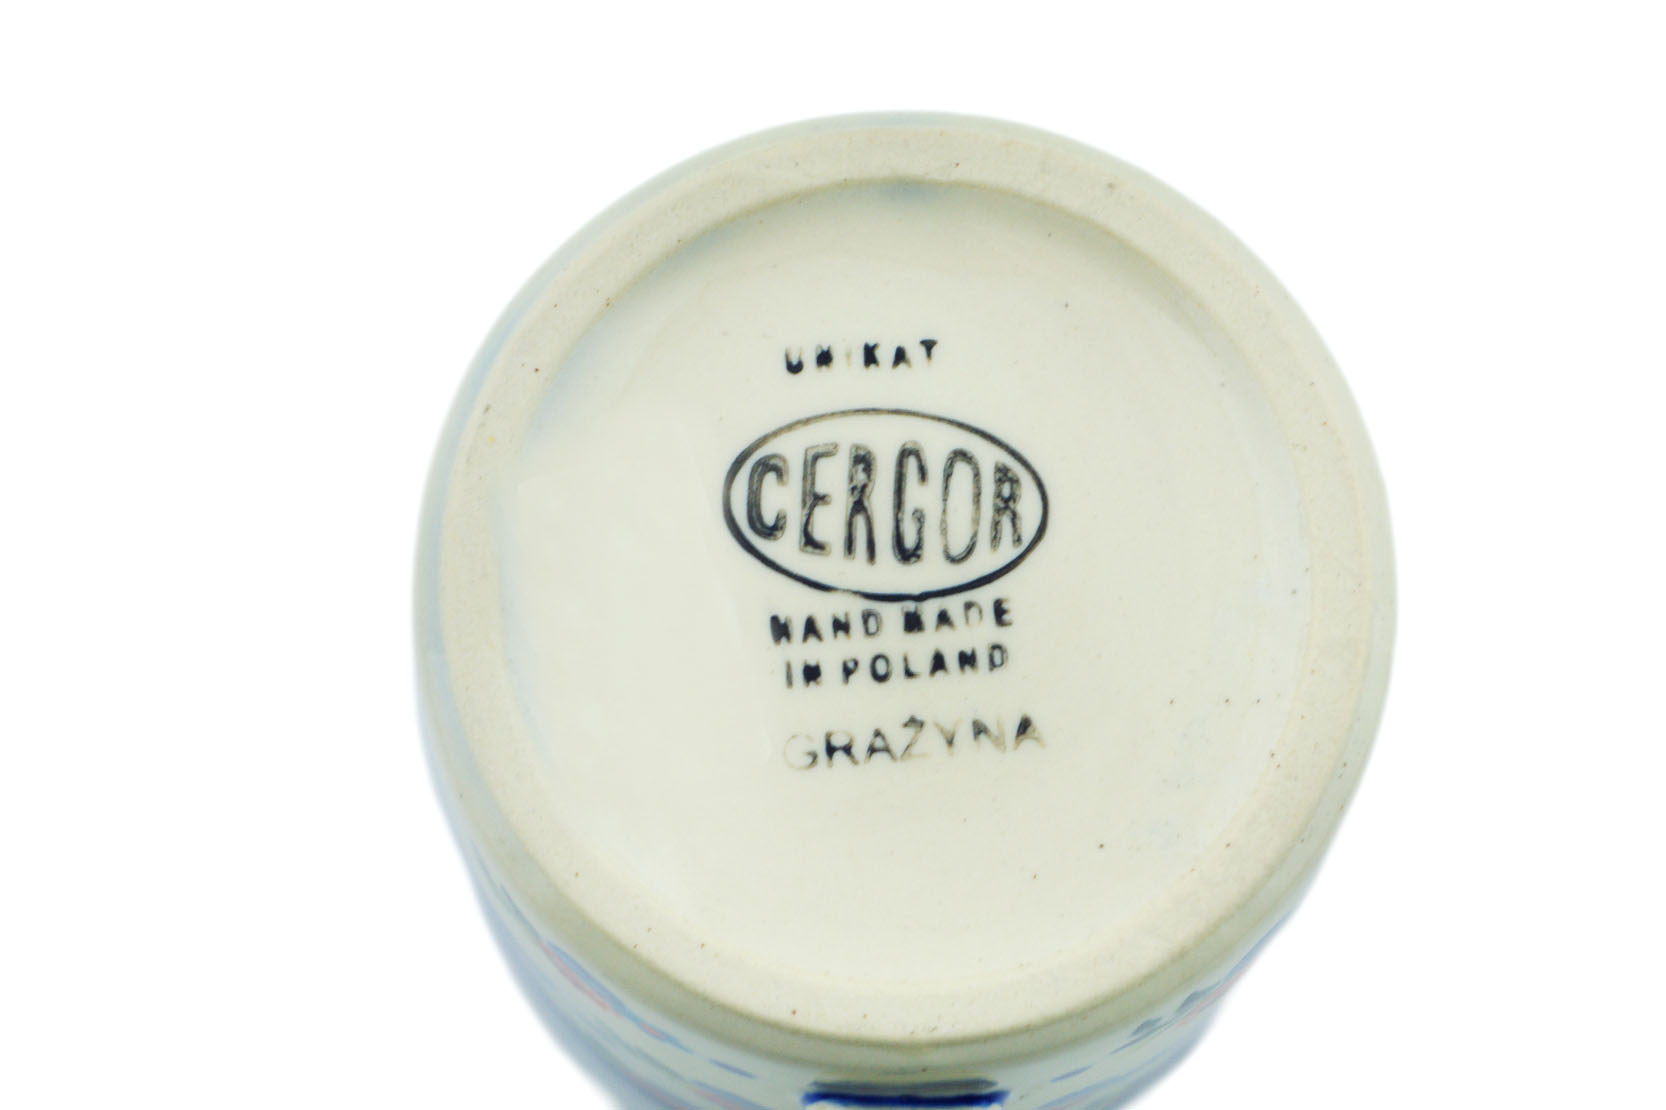 UNIKAT
CERGOR
HAND MADE
IN POLAND
GRAŻYNA